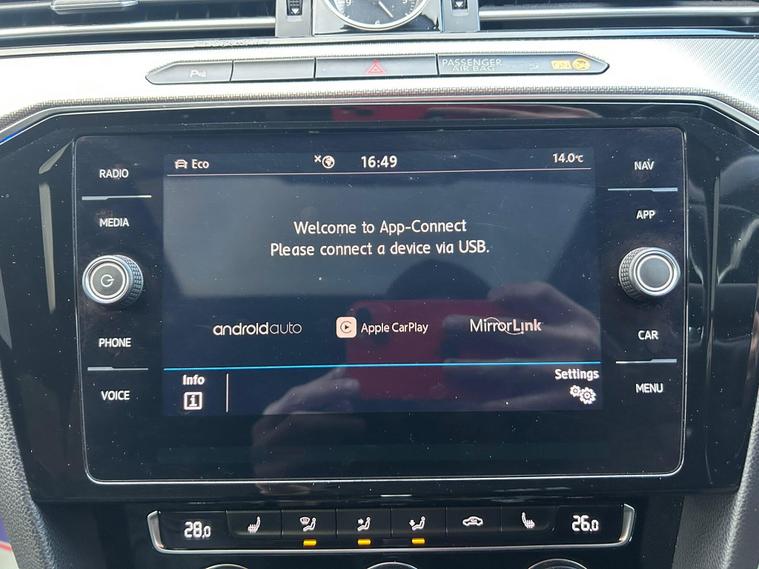 PASSENGER
AIR BAG
RADIO
MEDIA
PHONE
VOICE
Eco
16:49
14.0°C
Welcome to App-Connect
Please connect a device via USB.
androidauto
Apple CarPlay
MirrorLink
Info
Settings
NAV
APP
CAR
MENU
28.0
26.0